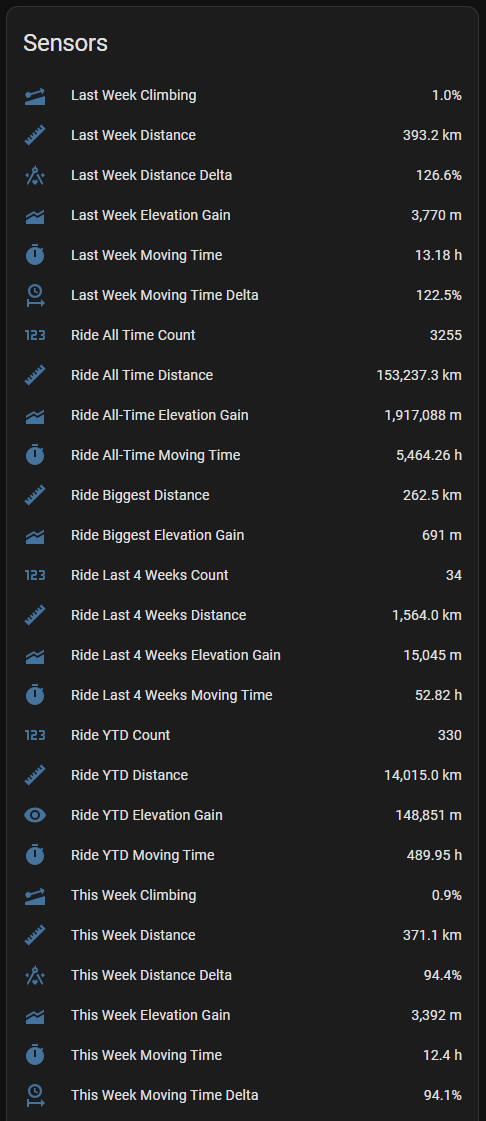 Sensors
Last Week Climbing 1.0%
Last Week Distance 393.2 km
Last Week Distance Delta 126.6%
Last Week Elevation Gain 3,770 m
Last Week Moving Time 13.18 h
Last Week Moving Time Delta 122.5%
123 Ride All Time Count 3255
Ride All Time Distance 153,237.3 km
Ride All-Time Elevation Gain 1,917,088 m
Ride All-Time Moving Time 5,464.26 h
Ride Biggest Distance 262.5 km
Ride Biggest Elevation Gain 691 m
123 Ride Last 4 Weeks Count 34
Ride Last 4 Weeks Distance 1,564.0 km
Ride Last 4 Weeks Elevation Gain 15,045 m
Ride Last 4 Weeks Moving Time 52.82 h
123 Ride YTD Count 330
Ride YTD Distance 14,015.0 km
Ride YTD Elevation Gain 148,851 m
Ride YTD Moving Time 489.95 h
This Week Climbing 0.9%
This Week Distance 371.1 km
This Week Distance Delta 94.4%
This Week Elevation Gain 3,392 m
This Week Moving Time 12.4 h
This Week Moving Time Delta 94.1%